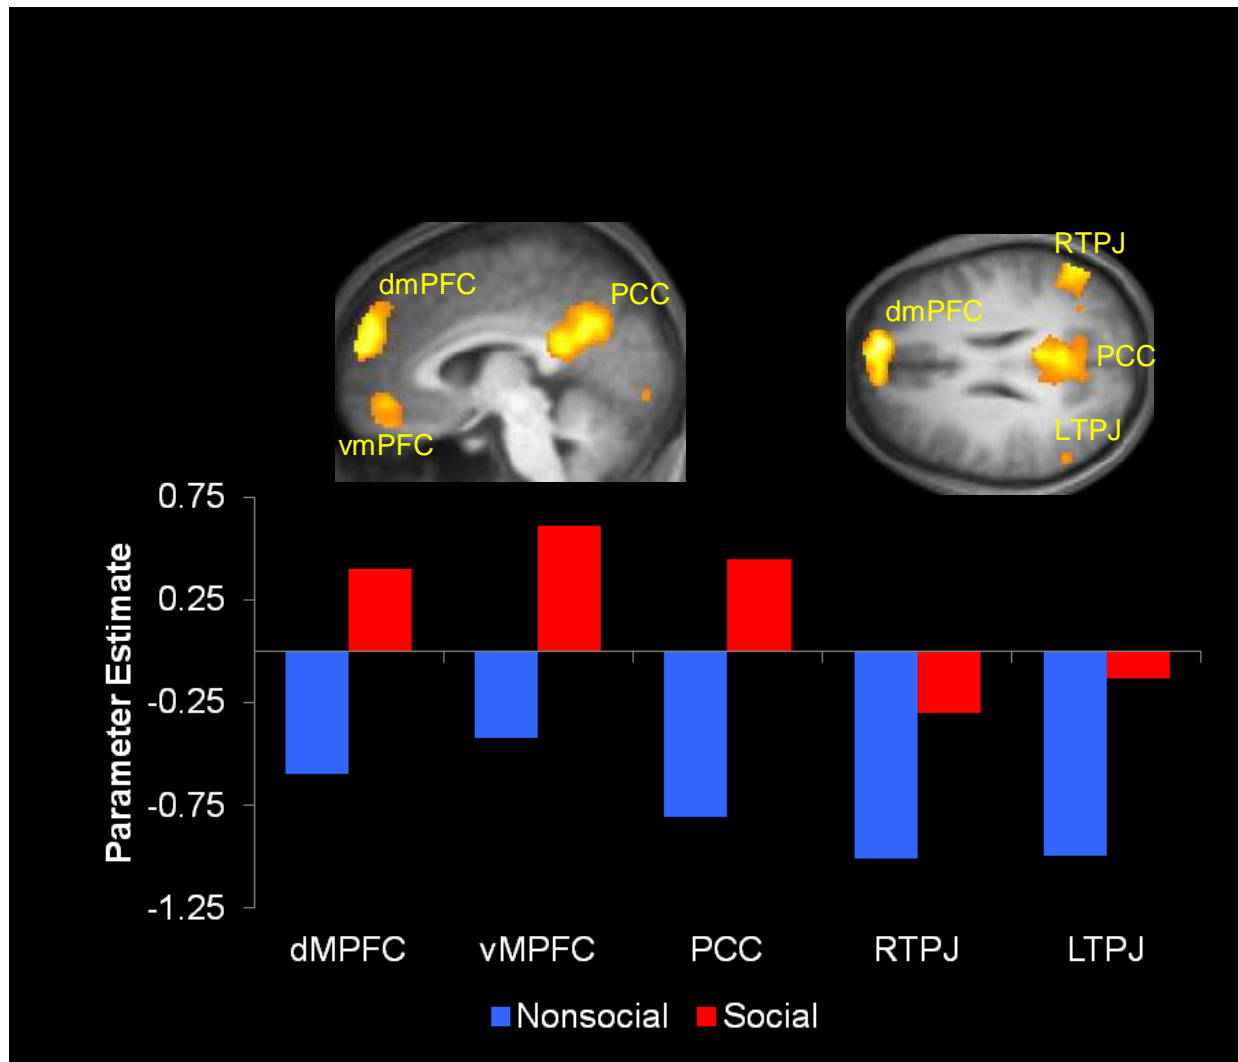 dmPFC
PCC
vmPFC
RTPJ
dmPFC
PCC
LTPJ
Parameter Estimate
0.75
0.25
-0.25
-0.75
-1.25
dMPFC
vMPFC
PCC
RTPJ
LTPJ
Nonsocial
Social